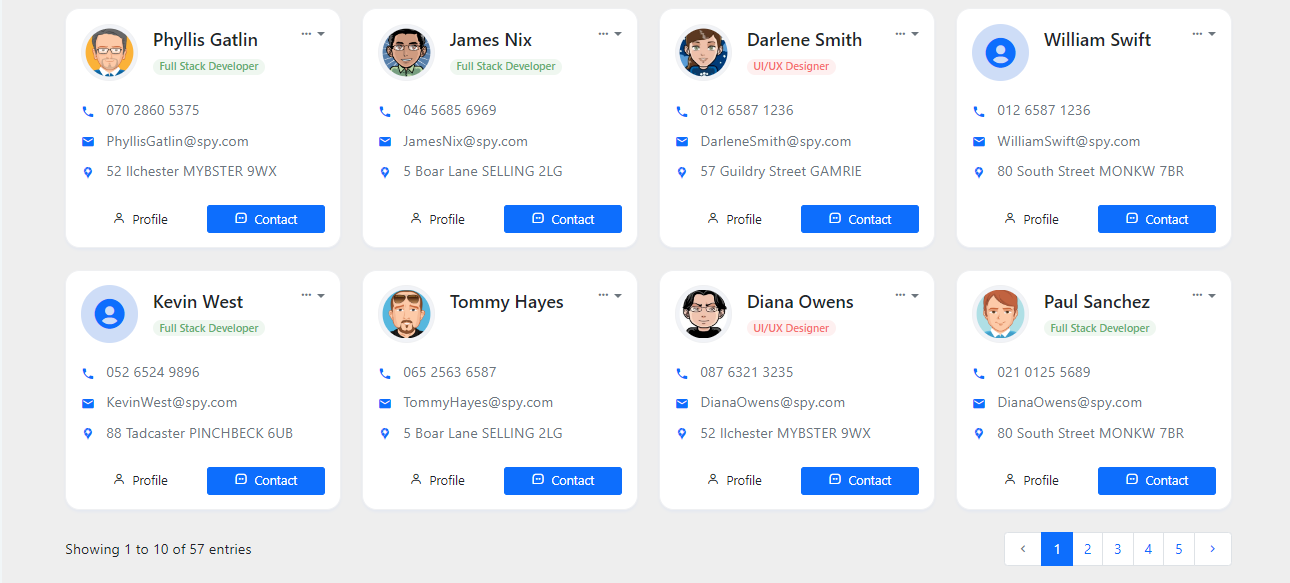 Phyllis Gatlin
Full Stack Developer
070 2860 5375
PhyllisGatlin@spy.com
52 Ilchester MYBSTER 9WX
Profile
Contact
James Nix
Full Stack Developer
046 5685 6969
JamesNix@spy.com
5 Boar Lane SELLING 2LG
Profile
Contact
Darlene Smith
UI/UX Designer
012 6587 1236
DarleneSmith@spy.com
57 Guildry Street GAMRIE
Profile
Contact
William Swift
012 6587 1236
WilliamSwift@spy.com
80 South Street MONKW 7BR
Profile
Contact
Kevin West
Full Stack Developer
052 6524 9896
KevinWest@spy.com
88 Tadcaster PINCHBECK 6UB
Profile
Contact
Tommy Hayes
065 2563 6587
TommyHayes@spy.com
5 Boar Lane SELLING 2LG
Profile
Contact
Diana Owens
UI/UX Designer
087 6321 3235
DianaOwens@spy.com
52 Ilchester MYBSTER 9WX
Profile
Contact
Paul Sanchez
Full Stack Developer
021 0125 5689
DianaOwens@spy.com
80 South Street MONKW 7BR
Profile
Contact
Showing 1 to 10 of 57 entries
1 2 3 4 5